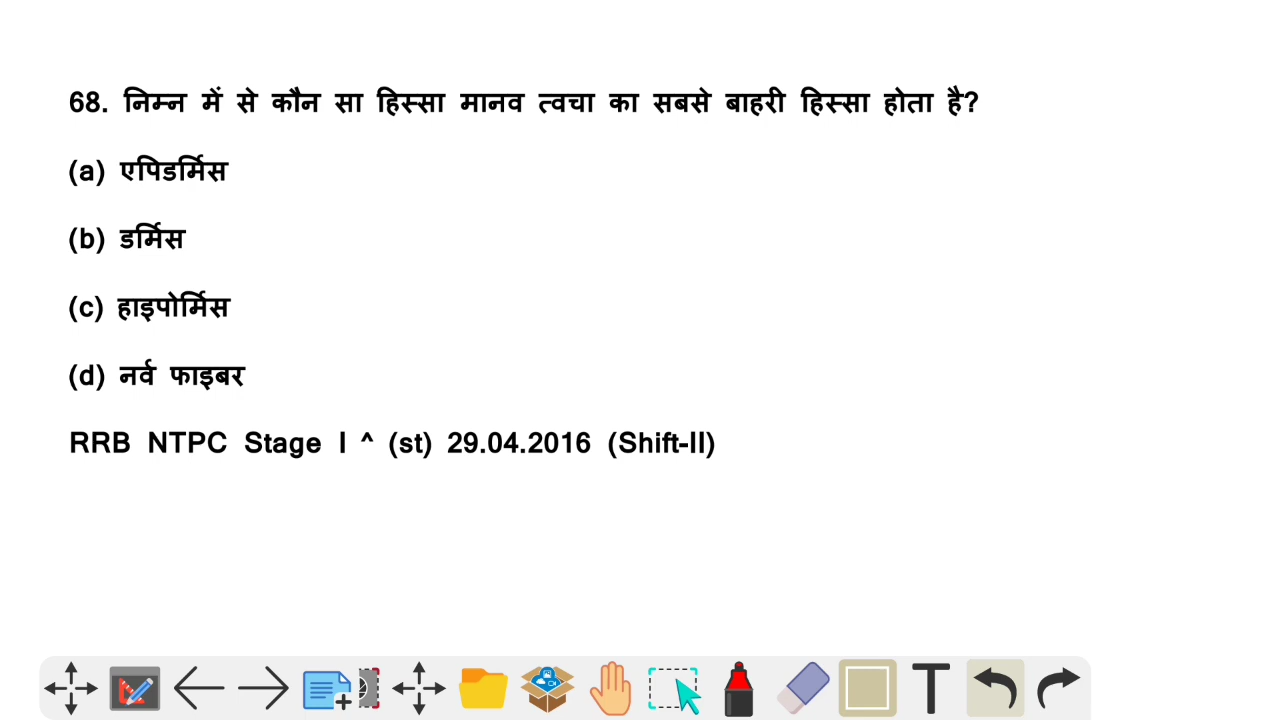 68. निम्न में से कौन सा हिस्सा मानव त्वचा का सबसे बाहरी हिस्सा होता है?
(a) एपिडर्मिस
(b) डर्मिस
(c) हाइपोर्मिस
(d) नर्व फाइबर
RRB NTPC Stage I ^ (st) 29.04.2016 (Shift-II)